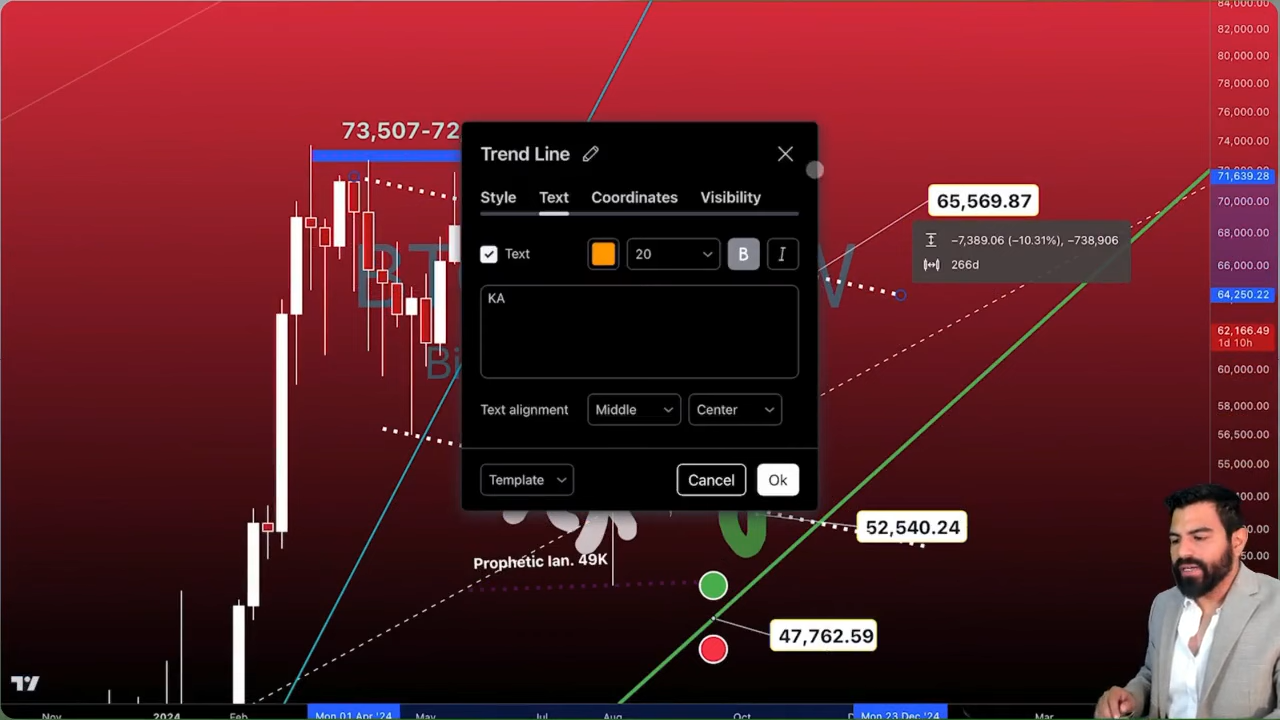 84,000.00
82,000.00
80,000.00
78,000.00
76,000.00
73,507-72
74,000.00
Trend Line
71,639.28
Style Text Coordinates Visibility
65,569.87
70,000.00
Text 20 B I
−7,389.06 (−10.31%), −738,906
68,000.00
266d
66,000.00
KA
64,250.22
62,166.49
1d 10h
60,000.00
Text alignment Middle Center
58,000.00
56,500.00
55,000.00
Template Cancel Ok
52,540.24
Prophetic Ian. 49K
47,762.59
Nov 2024 Feb Mon 01 Apr '24 May Jul Aug Oct Mon 23 Dec '24 Mar